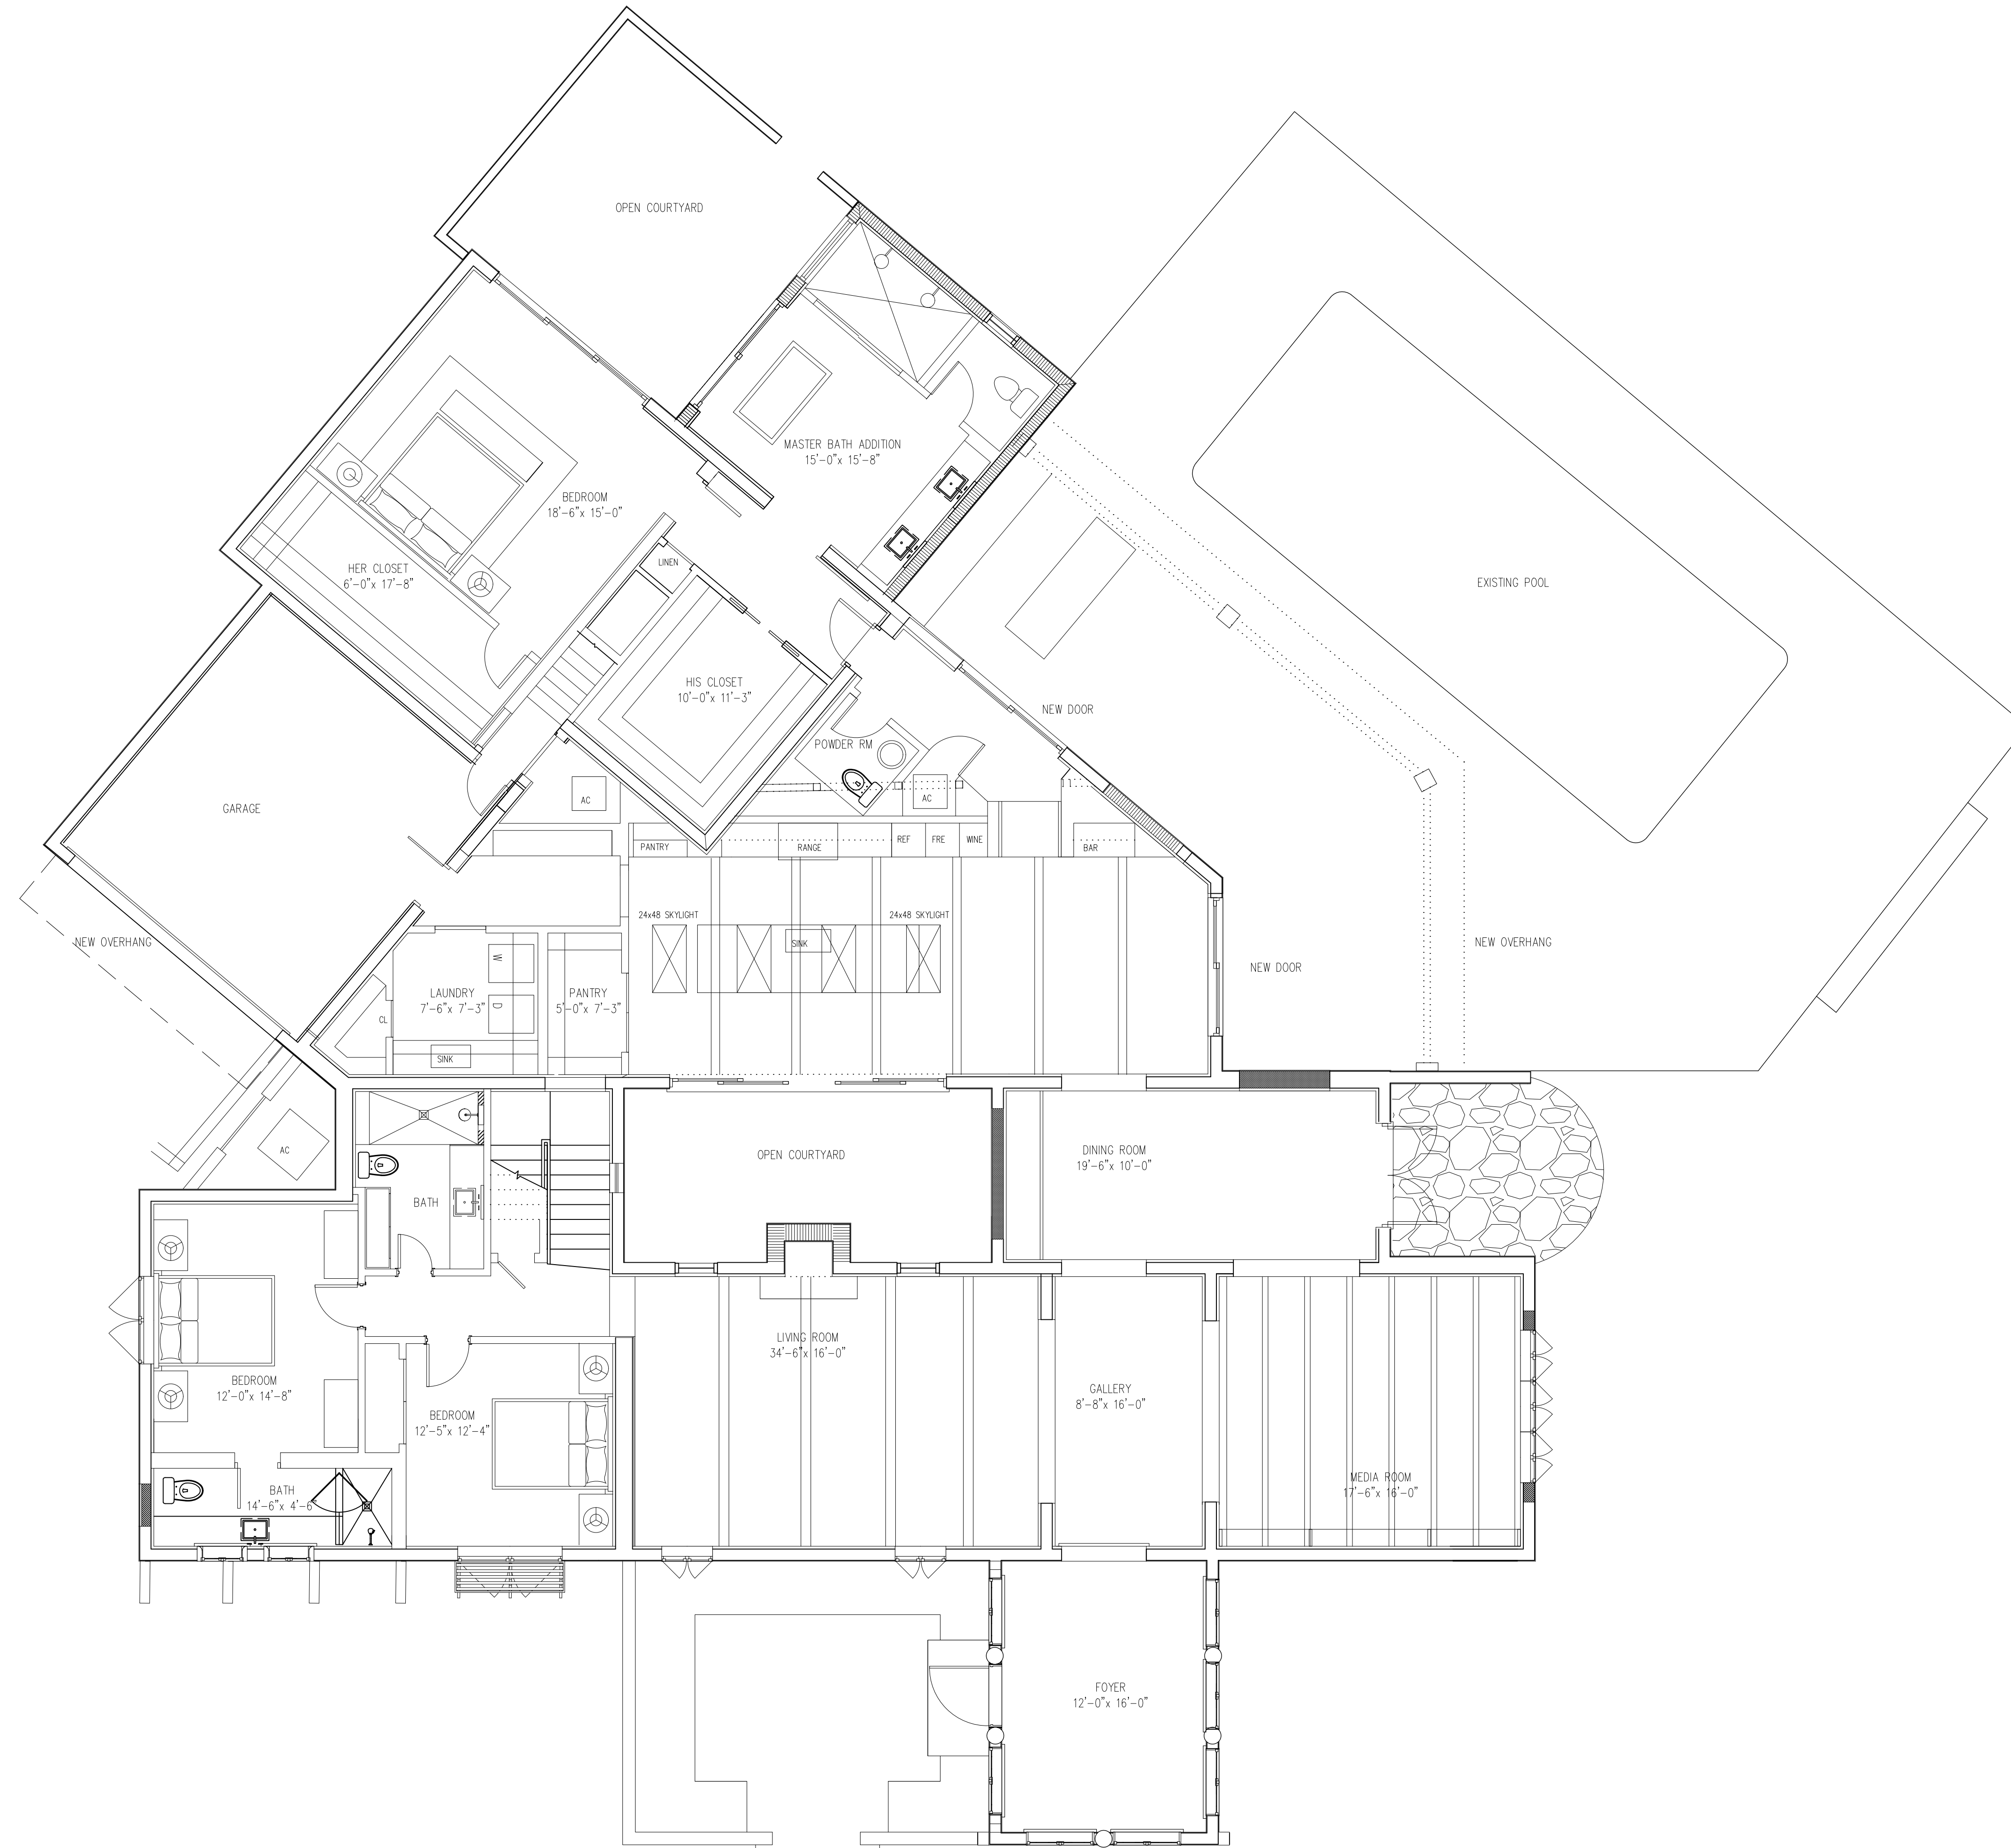 OPEN COURTYARD
MASTER BATH ADDITION
15'-0"x 15'-8"
BEDROOM
18'-6"x 15'-0"
LINEN
HER CLOSET
6'-0"x 17'-8"
EXISTING POOL
HIS CLOSET
10'-0"x 11'-3"
NEW DOOR
POWDER RM
GARAGE
AC
AC
PANTRY
RANGE
REF
FRE
WINE
BAR
24x48 SKYLIGHT
24x48 SKYLIGHT
NEW OVERHANG
SINK
NEW OVERHANG
NEW DOOR
W
LAUNDRY
7'-6"x 7'-3"
PANTRY
5'-0"x 7'-3"
D
CL
SINK
AC
OPEN COURTYARD
DINING ROOM
19'-6"x 10'-0"
BATH
LIVING ROOM
34'-6"x 16'-0"
BEDROOM
12'-0"x 14'-8"
GALLERY
8'-8"x 16'-0"
BEDROOM
12'-5"x 12'-4"
MEDIA ROOM
17'-6"x 16'-0"
BATH
14'-6"x 4'-6"
FOYER
12'-0"x 16'-0"